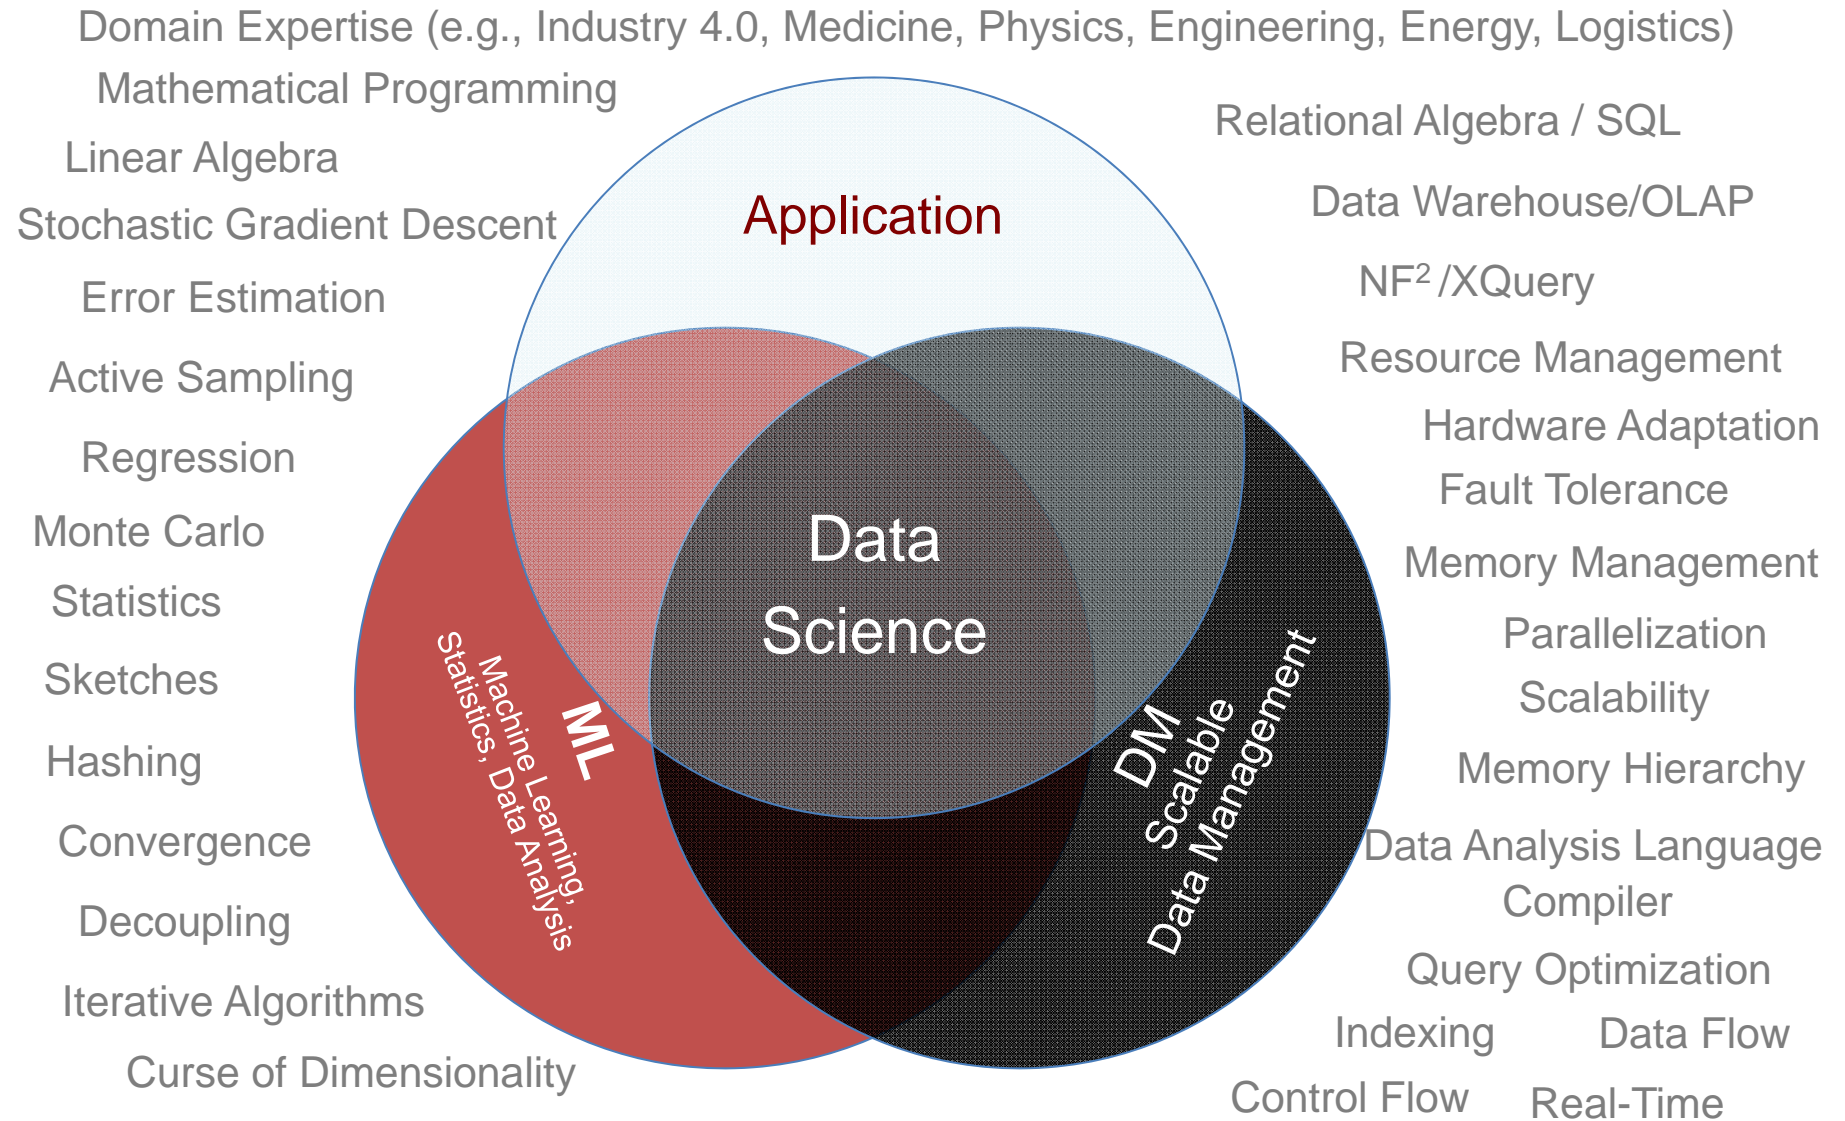 Domain Expertise (e.g., Industry 4.0, Medicine, Physics, Engineering, Energy, Logistics)
Mathematical Programming
Linear Algebra
Stochastic Gradient Descent
Error Estimation
Active Sampling
Regression
Monte Carlo
Statistics
Sketches
Hashing
Convergence
Decoupling
Iterative Algorithms
Curse of Dimensionality
Application
Data
Science
ML
Machine Learning,
Statistics, Data Analysis
DM
Scalable
Data Management
Relational Algebra / SQL
Data Warehouse/OLAP
NF² /XQuery
Resource Management
Hardware Adaptation
Fault Tolerance
Memory Management
Parallelization
Scalability
Memory Hierarchy
Data Analysis Language
Compiler
Query Optimization
Indexing Data Flow
Control Flow Real-Time